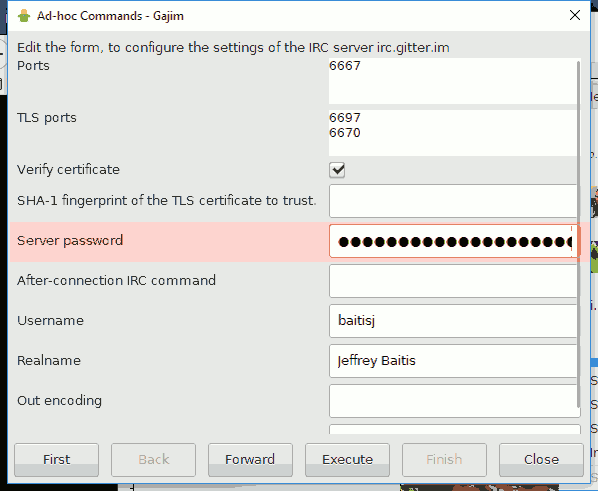 Ad-hoc Commands - Gajim
Edit the form, to configure the settings of the IRC server irc.gitter.im
Ports
6667
TLS ports
6697
6670
Verify certificate
SHA-1 fingerprint of the TLS certificate to trust.
Server password
After-connection IRC command
Username
baitisj
Realname
Jeffrey Baitis
Out encoding
First Back Forward Execute Finish Close